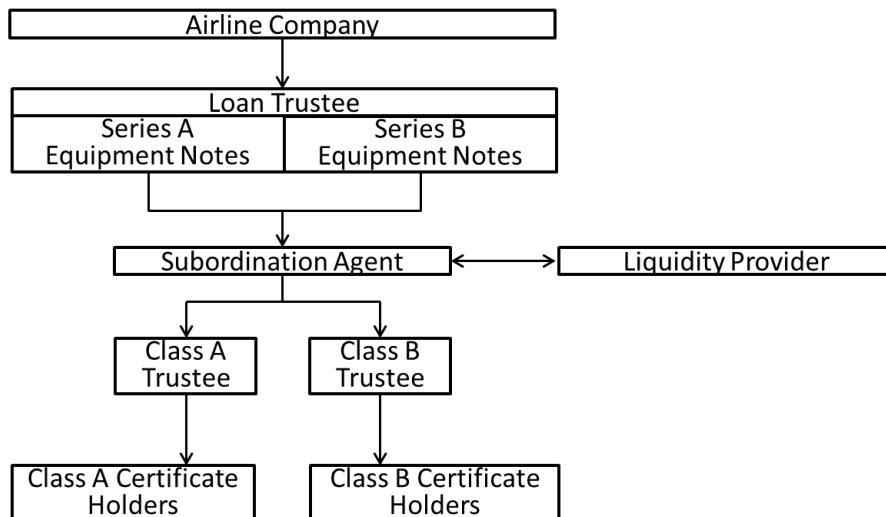 Airline Company
Loan Trustee
Series A
Equipment Notes
Series B
Equipment Notes
Subordination Agent
Liquidity Provider
Class A
Trustee
Class B
Trustee
Class A Certificate
Holders
Class B Certificate
Holders